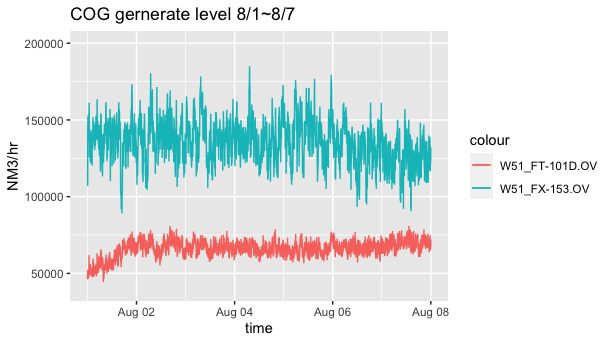 COG gernerate level 8/1~8/7
NM3/hr
200000
150000
100000
50000
Aug 02 Aug 04 Aug 06 Aug 08
time
colour
W51_FT-101D.OV
W51_FX-153.OV